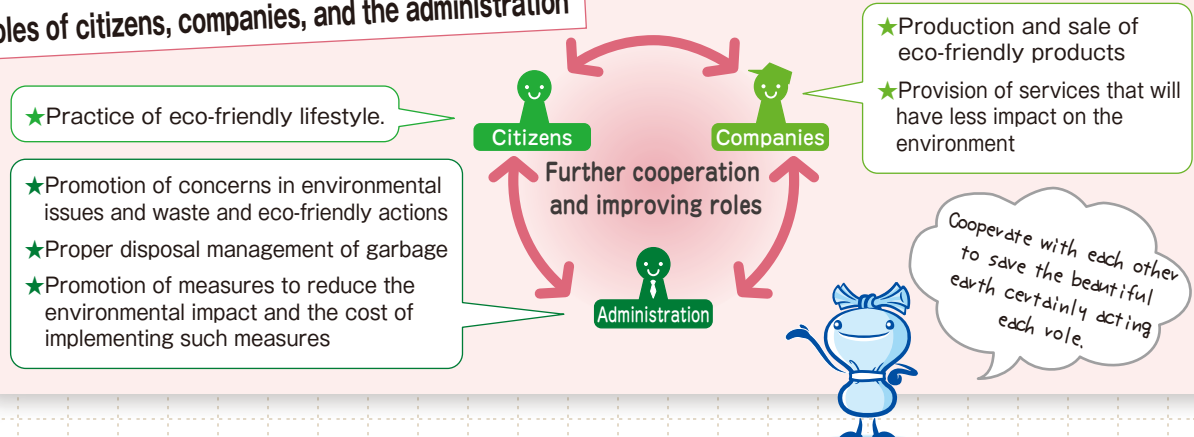 oles of citizens, companies, and the administration
★Practice of eco-friendly lifestyle.
★Promotion of concerns in environmental
issues and waste and eco-friendly actions
★Proper disposal management of garbage
★Promotion of measures to reduce the
environmental impact and the cost of
implementing such measures
Citizens
Companies
Further cooperation
and improving roles
Administration
★Production and sale of
eco-friendly products
★Provision of services that will
have less impact on the
environment
Cooperate with each other
to save the beautiful
earth certainly acting
each role.